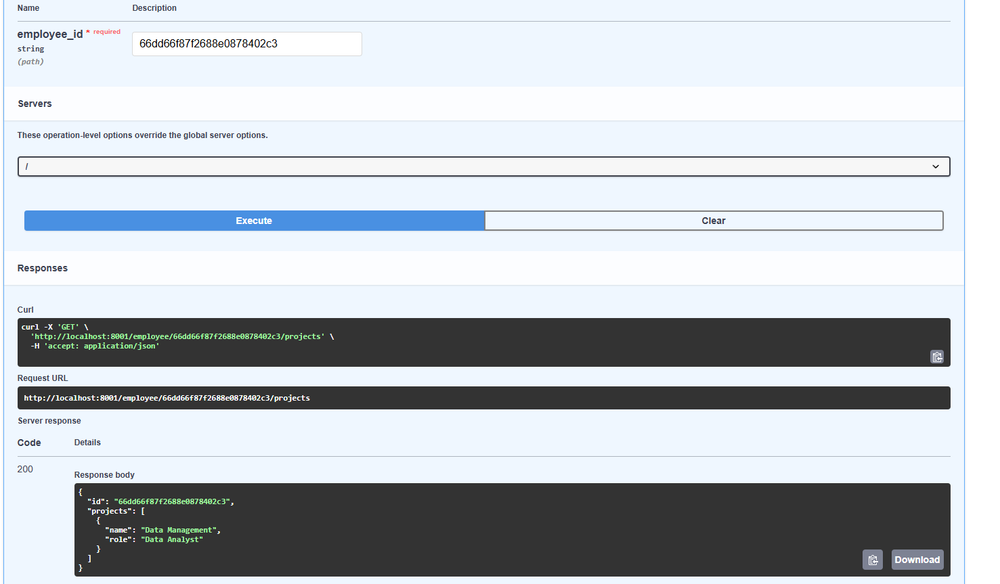 Name Description
employee_id * required
string
(path)
66dd66f87f2688e0878402c3
Servers
These operation-level options override the global server options.
/
Execute Clear
Responses
Curl
curl -X 'GET' \
  'http://localhost:8001/employee/66dd66f87f2688e0878402c3/projects' \
  -H 'accept: application/json'
Request URL
http://localhost:8001/employee/66dd66f87f2688e0878402c3/projects
Server response
Code Details
200
Response body
{
  "id": "66dd66f87f2688e0878402c3",
  "projects": [
    {
      "name": "Data Management",
      "role": "Data Analyst"
    }
  ]
}
Download